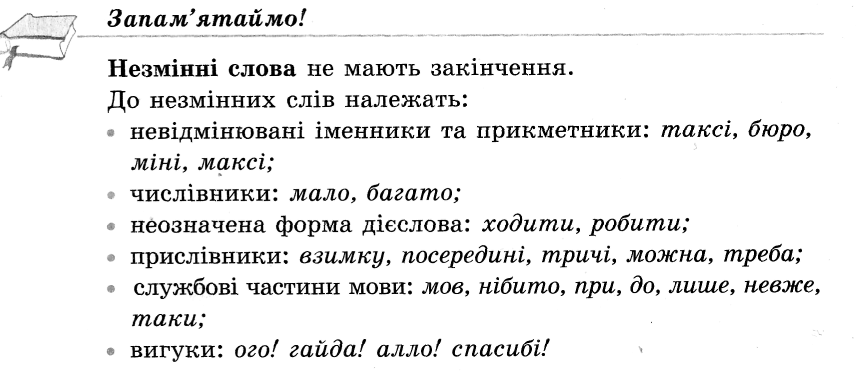 Запам’ятаймо!
Незмінні слова не мають закінчення.
До незмінних слів належать:
• невідмінювані іменники та прикметники: таксі, бюро,
міні, максі;
• числівники: мало, багато;
• неозначена форма дієслова: ходити, робити;
• прислівники: взимку, посередині, тричі, можна, треба;
• службові частини мови: мов, нібито, при, до, лише, невже,
таки;
• вигуки: ого! гайда! алло! спасибі!